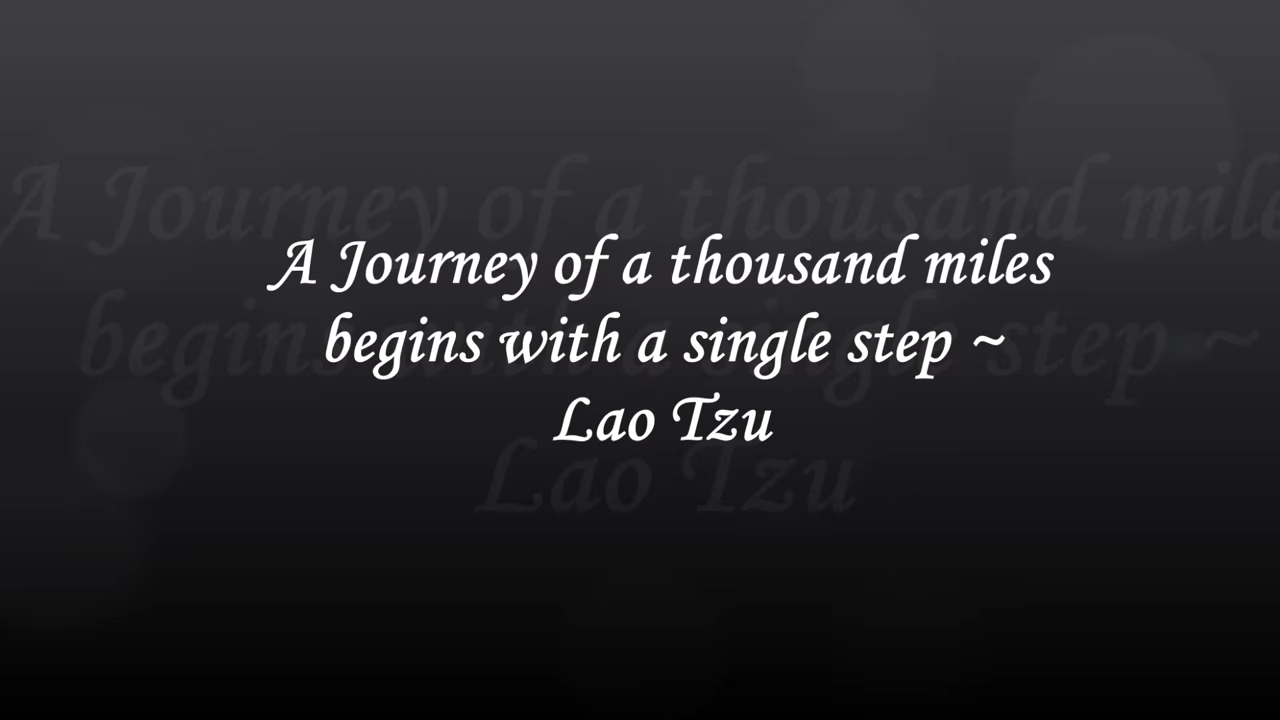 A Journey of a thousand miles
begins with a single step ~
Lao Tzu